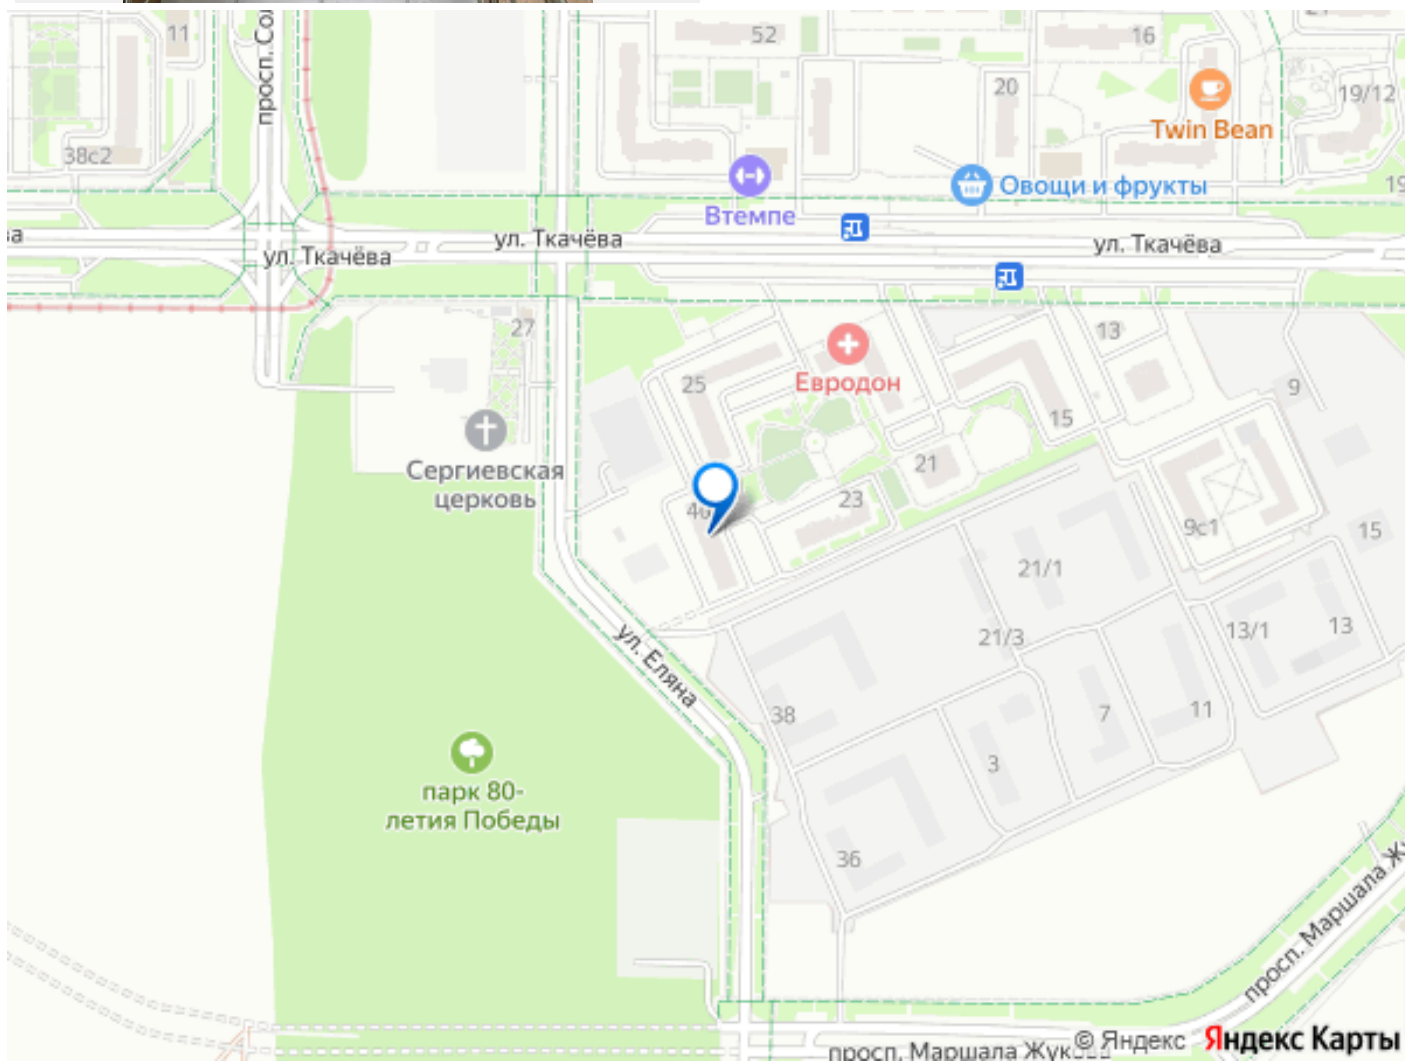 11
просп. Сол
52
16
20
19/12
Twin Bean
38с2
Втемпе
Овощи и фрукты
19
ва
ул. Ткачёва
ул. Ткачёва
ул. Ткачёва
27
13
25
Евродон
9
15
Сергиевская
церковь
21
23
9с1
15
21/1
ул. Еляна
21/3
13/1
13
38
7
11
3
парк 80-
летия Победы
36
просп. Маршала Жук
просп. Маршала Жукова
© Яндекс
Яндекс Карты